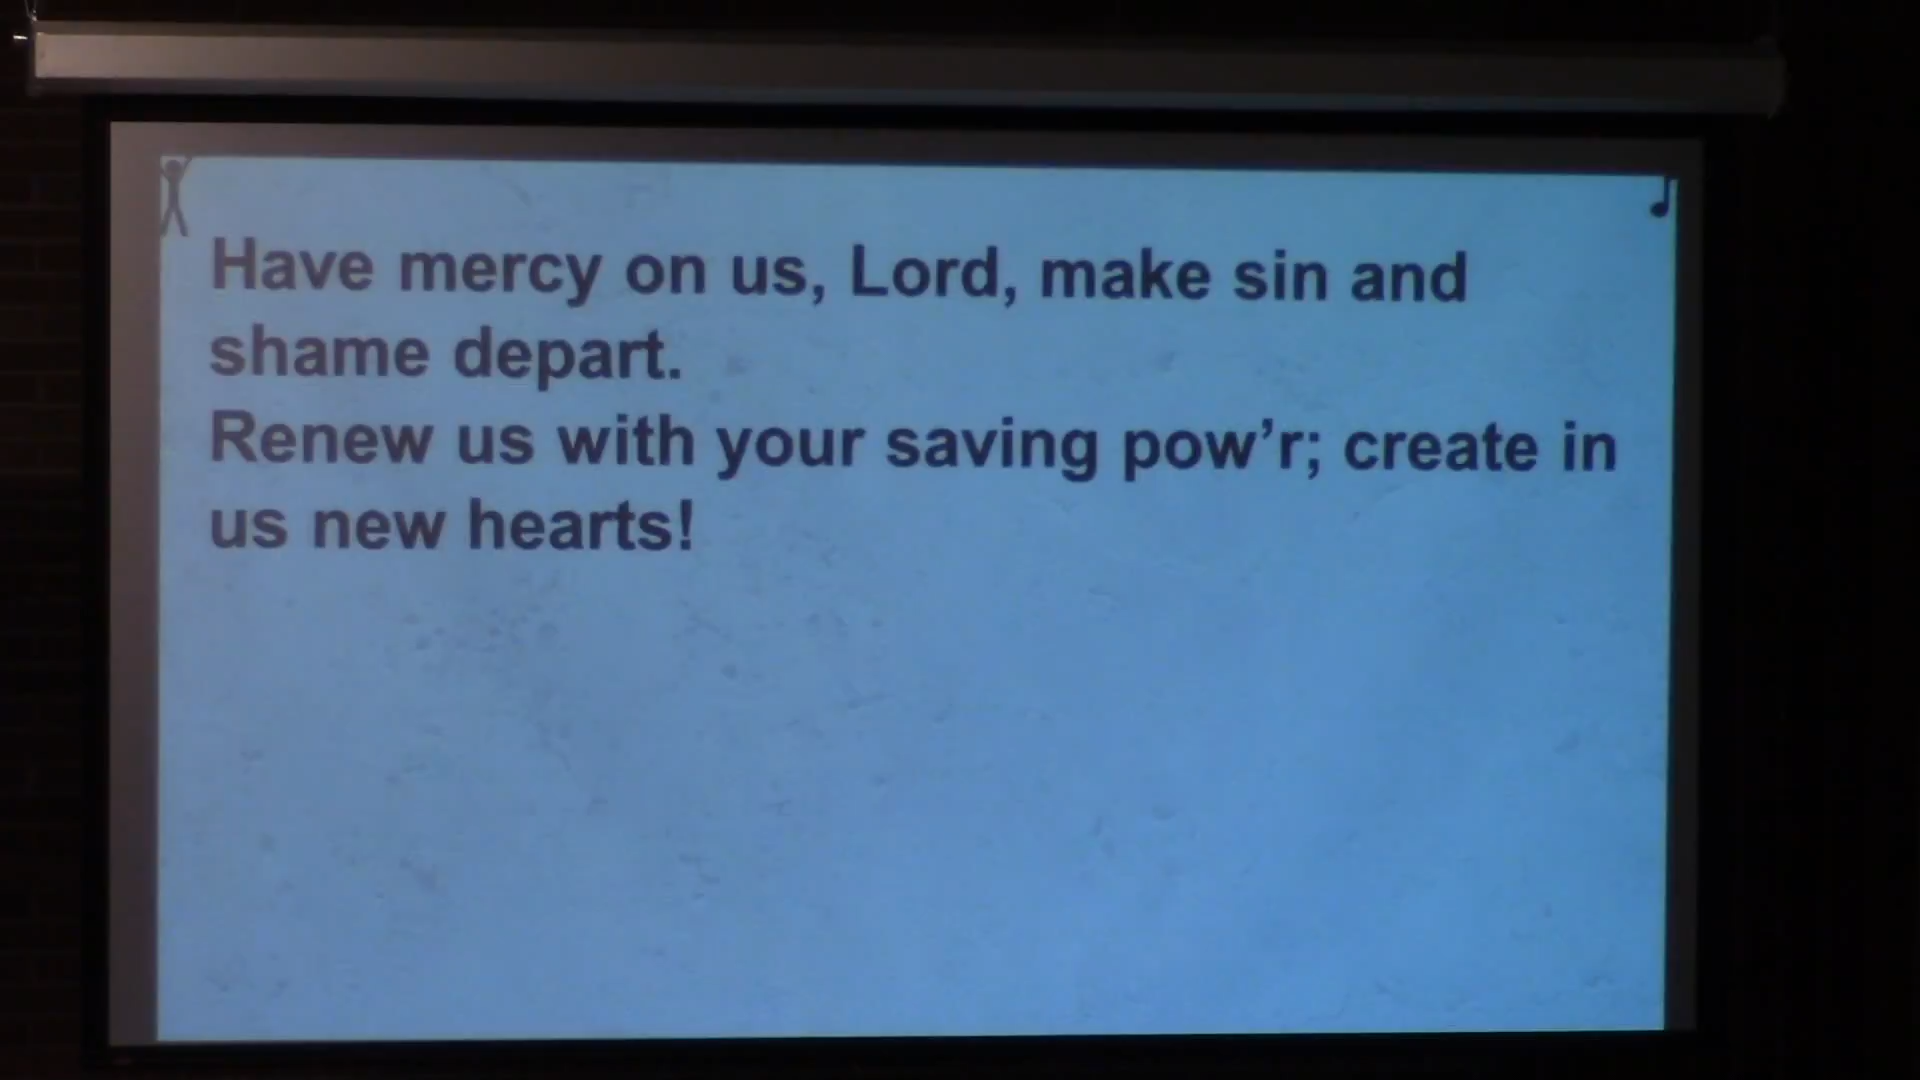 Have mercy on us, Lord, make sin and
shame depart.
Renew us with your saving pow’r; create in
us new hearts!